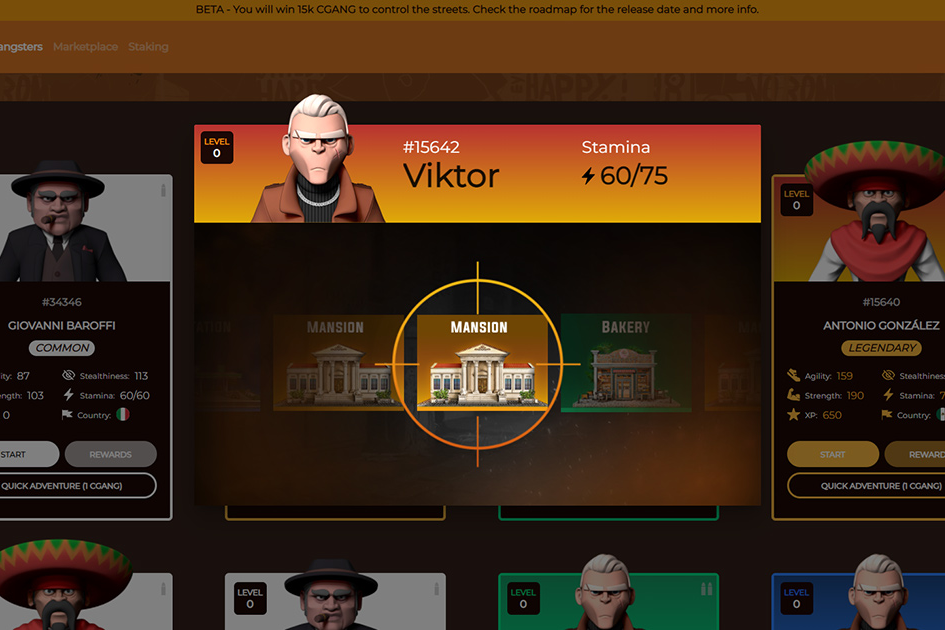 BETA - You will win 15k CGANG to control the streets. Check the roadmap for the release date and more info.
Marketplace Staking
LEVEL
0
#15642
Viktor
Stamina
60/75
MANSION
MANSION
BAKERY
#34346
GIOVANNI BAROFFI
COMMON
87
Stealthiness: 113
103
Stamina: 60/60
0
Country:
START
REWARDS
QUICK ADVENTURE (1 CGANG)
LEVEL
0
#15640
ANTONIO GONZÁLEZ
LEGENDARY
Agility: 159
Stealthiness
Strength: 190
Stamina:
XP: 650
Country:
START
REWARD
QUICK ADVENTURE (1 CGANG)
LEVEL
0
LEVEL
0
LEVEL
0